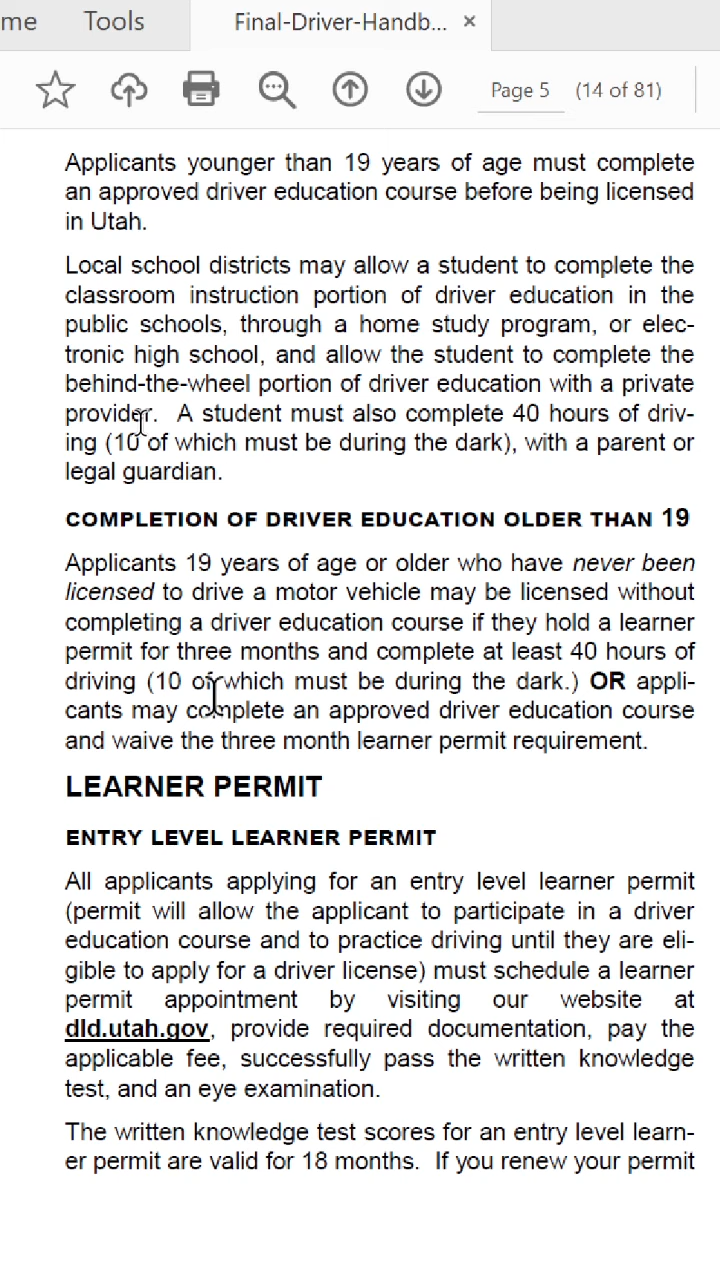 me Tools Final-Driver-Handb... ×
Page 5 (14 of 81)
Applicants younger than 19 years of age must complete
an approved driver education course before being licensed
in Utah.
Local school districts may allow a student to complete the
classroom instruction portion of driver education in the
public schools, through a home study program, or elec-
tronic high school, and allow the student to complete the
behind-the-wheel portion of driver education with a private
provider. A student must also complete 40 hours of driv-
ing (10 of which must be during the dark), with a parent or
legal guardian.
COMPLETION OF DRIVER EDUCATION OLDER THAN 19
Applicants 19 years of age or older who have never been
licensed to drive a motor vehicle may be licensed without
completing a driver education course if they hold a learner
permit for three months and complete at least 40 hours of
driving (10 of which must be during the dark.) OR appli-
cants may complete an approved driver education course
and waive the three month learner permit requirement.
LEARNER PERMIT
ENTRY LEVEL LEARNER PERMIT
All applicants applying for an entry level learner permit
(permit will allow the applicant to participate in a driver
education course and to practice driving until they are eli-
gible to apply for a driver license) must schedule a learner
permit appointment by visiting our website at
dld.utah.gov, provide required documentation, pay the
applicable fee, successfully pass the written knowledge
test, and an eye examination.
The written knowledge test scores for an entry level learn-
er permit are valid for 18 months. If you renew your permit